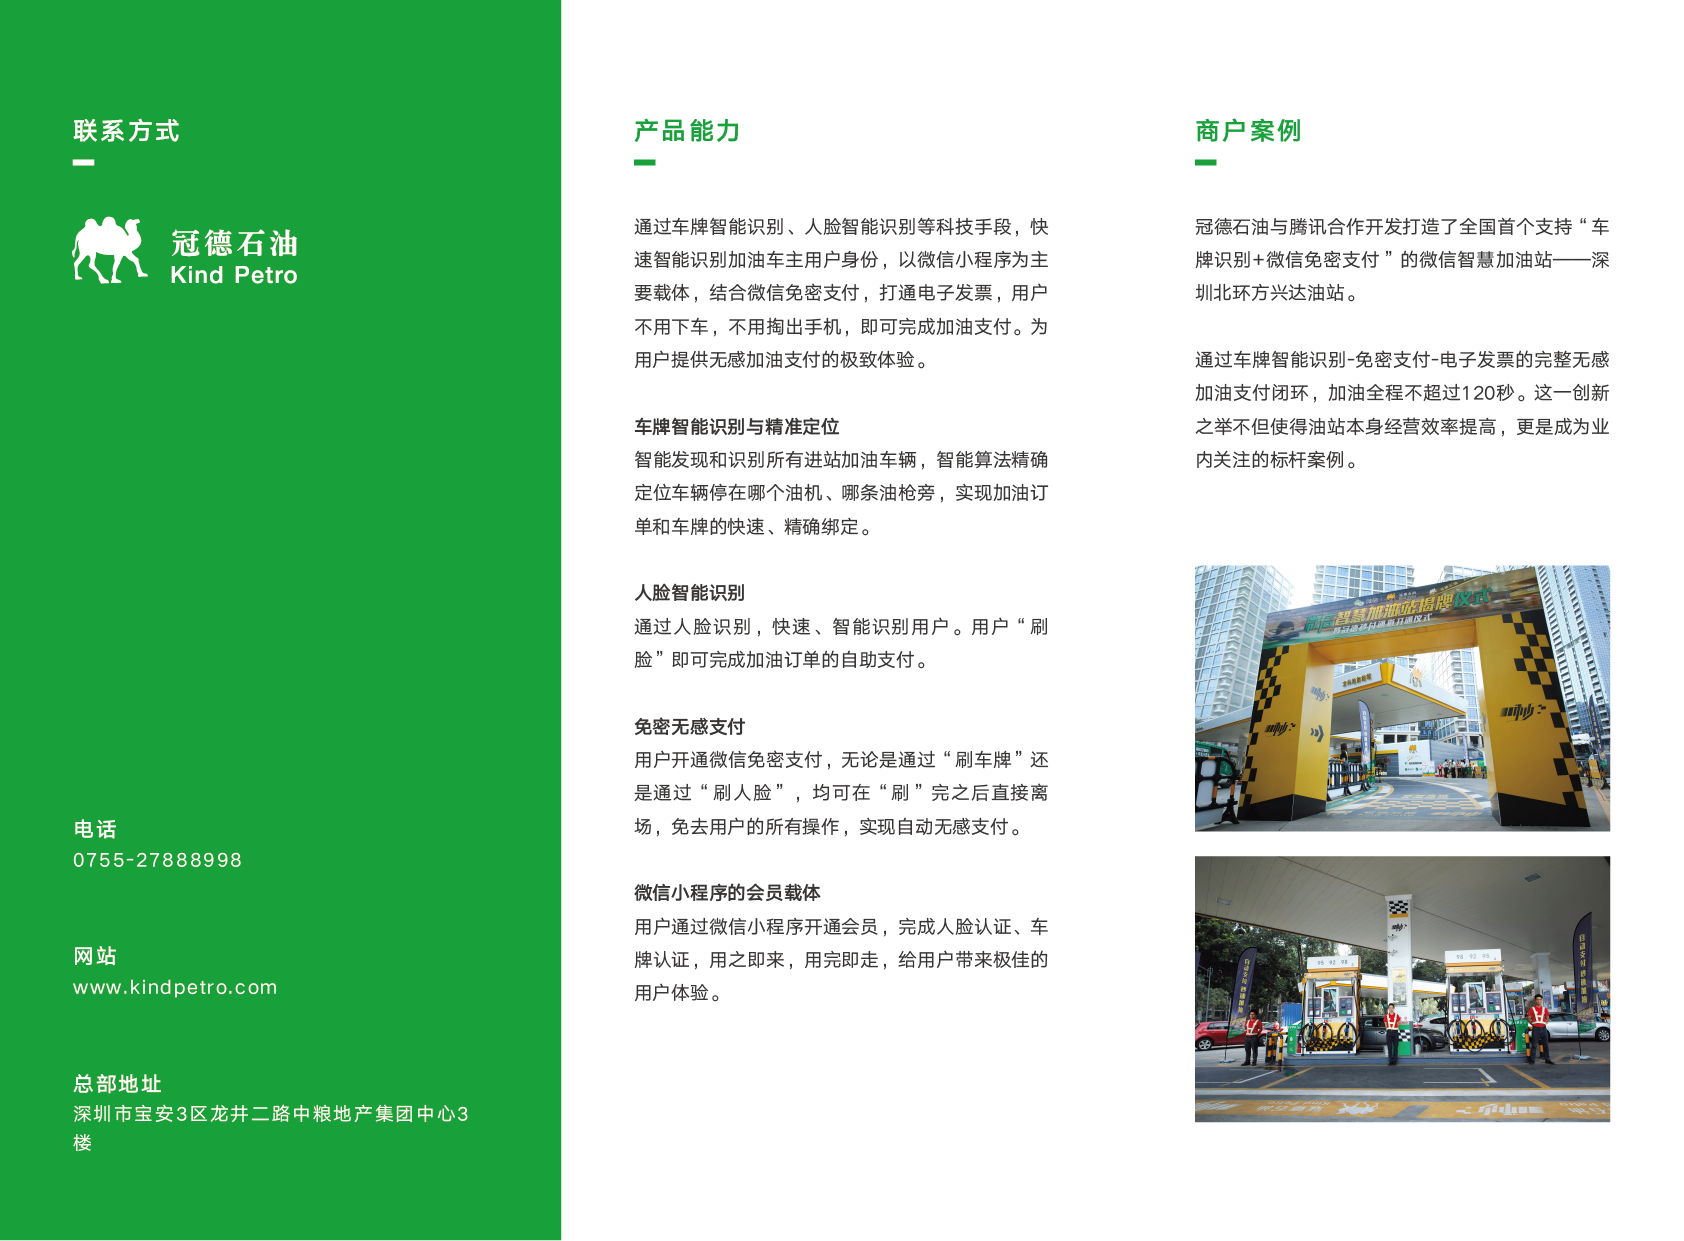 联系方式
冠德石油
Kind Petro
电话
0755-27888998
网站
www.kindpetro.com
总部地址
深圳市宝安3区龙井二路中粮地产集团中心3
楼
产品能力
通过车牌智能识别、人脸智能识别等科技手段，快
速智能识别加油车主用户身份，以微信小程序为主
要载体，结合微信免密支付，打通电子发票，用户
不用下车，不用掏出手机，即可完成加油支付。为
用户提供无感加油支付的极致体验。
车牌智能识别与精准定位
智能发现和识别所有进站加油车辆，智能算法精确
定位车辆停在哪个油机、哪条油枪旁，实现加油订
单和车牌的快速、精确绑定。
人脸智能识别
通过人脸识别，快速、智能识别用户。用户“刷
脸”即可完成加油订单的自助支付。
免密无感支付
用户开通微信免密支付，无论是通过“刷车牌”还
是通过“刷人脸”，均可在“刷”完之后直接离
场，免去用户的所有操作，实现自动无感支付。
微信小程序的会员载体
用户通过微信小程序开通会员，完成人脸认证、车
牌认证，用之即来，用完即走，给用户带来极佳的
用户体验。
商户案例
冠德石油与腾讯合作开发打造了全国首个支持“车
牌识别+微信免密支付”的微信智慧加油站——深
圳北环方兴达油站。
通过车牌智能识别-免密支付-电子发票的完整无感
加油支付闭环，加油全程不超过120秒。这一创新
之举不但使得油站本身经营效率提高，更是成为业
内关注的标杆案例。
微信智慧加油站揭牌仪式
95 92 98
98 92 95